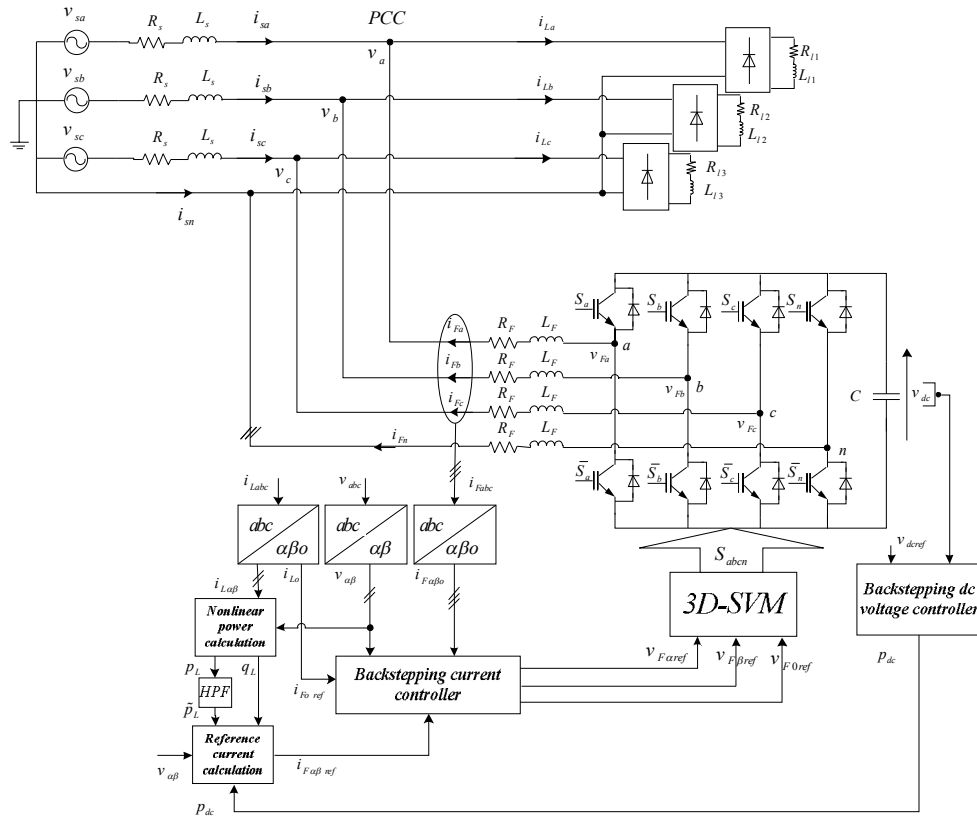 v_sa R_s L_s i_sa PCC i_La
v_a R_l1
L_l1
v_sb R_s L_s i_sb i_Lb
v_b R_l2
L_l2
v_sc R_s L_s i_sc i_Lc
v_c R_l3
L_l3
i_sn
S_a S_b S_c S_n
i_Fa R_F L_F v_Fa a
i_Fb R_F L_F v_Fb b
C v_dc
i_Fc R_F L_F v_Fc c
i_Fn R_F L_F n
S̄_a S̄_b S̄_c S̄_n
i_Labc v_abc i_Fabc
abc αβo
abc αβ
abc αβo
S_abcn
v_dcref
i_Lαβ i_Lo v_αβ i_Fαβo
3D-SVM
Backstepping dc
voltage controller
Nonlinear
power
calculation
v_Fαref v_Fβref v_F0ref
p_dc
p_L q_L
HPF
p̃_L
i_Fo ref
Backstepping current
controller
Reference
current
calculation
v_αβ
i_Fαβ ref
p_dc